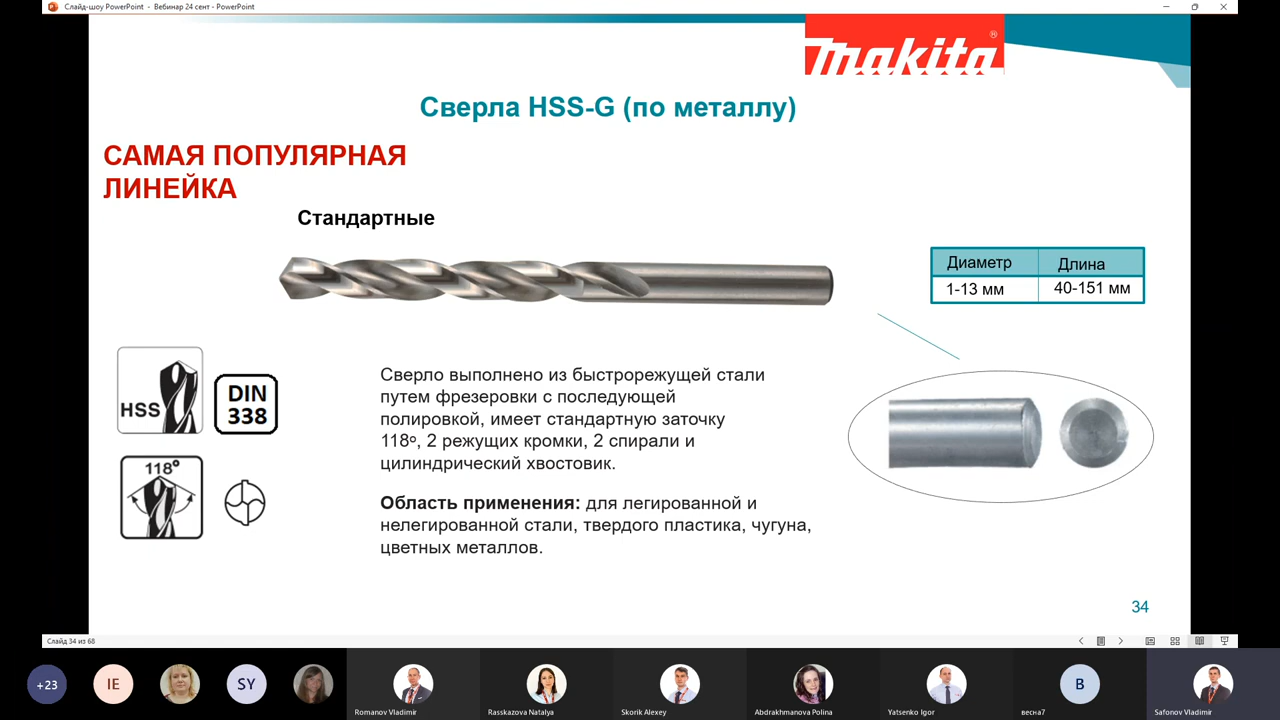 Слайд-шоу PowerPoint - Вебинар 24 сент - PowerPoint
makita®
Сверла HSS-G (по металлу)
САМАЯ ПОПУЛЯРНАЯ
ЛИНЕЙКА
Стандартные
Диаметр Длина
1-13 мм 40-151 мм
HSS
DIN
338
118°
Сверло выполнено из быстрорежущей стали
путем фрезеровки с последующей
полировкой, имеет стандартную заточку
118º, 2 режущих кромки, 2 спирали и
цилиндрический хвостовик.
Область применения: для легированной и
нелегированной стали, твердого пластика, чугуна,
цветных металлов.
34
Слайд 34 из 68
+23
IE
SY
B
Romanov Vladimir
Rasskazova Natalya
Skorik Alexey
Abdrakhmanova Polina
Yatsenko Igor
весна7
Safonov Vladimir